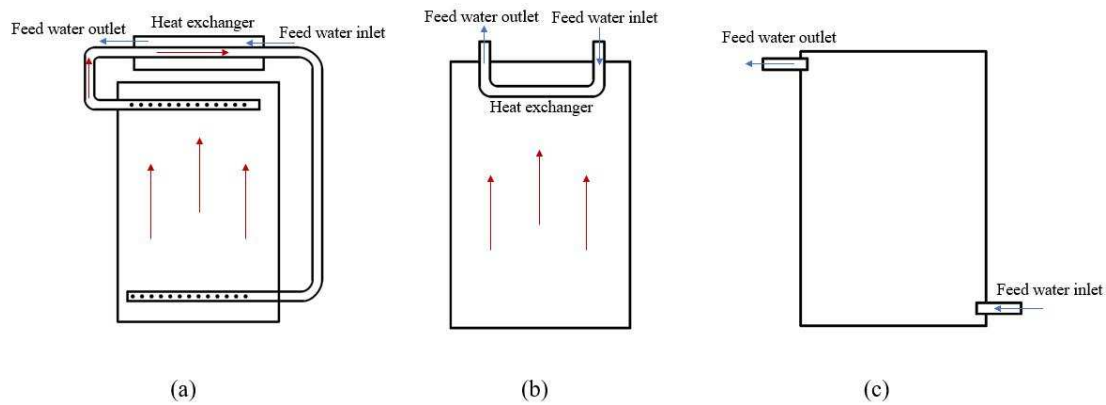 Feed water outlet
Heat exchanger
Feed water inlet
Feed water outlet
Feed water inlet
Heat exchanger
Feed water outlet
Feed water inlet
(a)
(b)
(c)